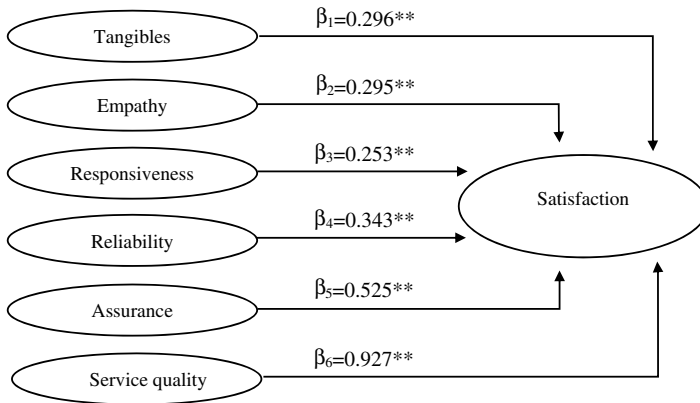 Tangibles
β1=0.296**
Empathy
β2=0.295**
Responsiveness
β3=0.253**
Satisfaction
Reliability
β4=0.343**
Assurance
β5=0.525**
Service quality
β6=0.927**